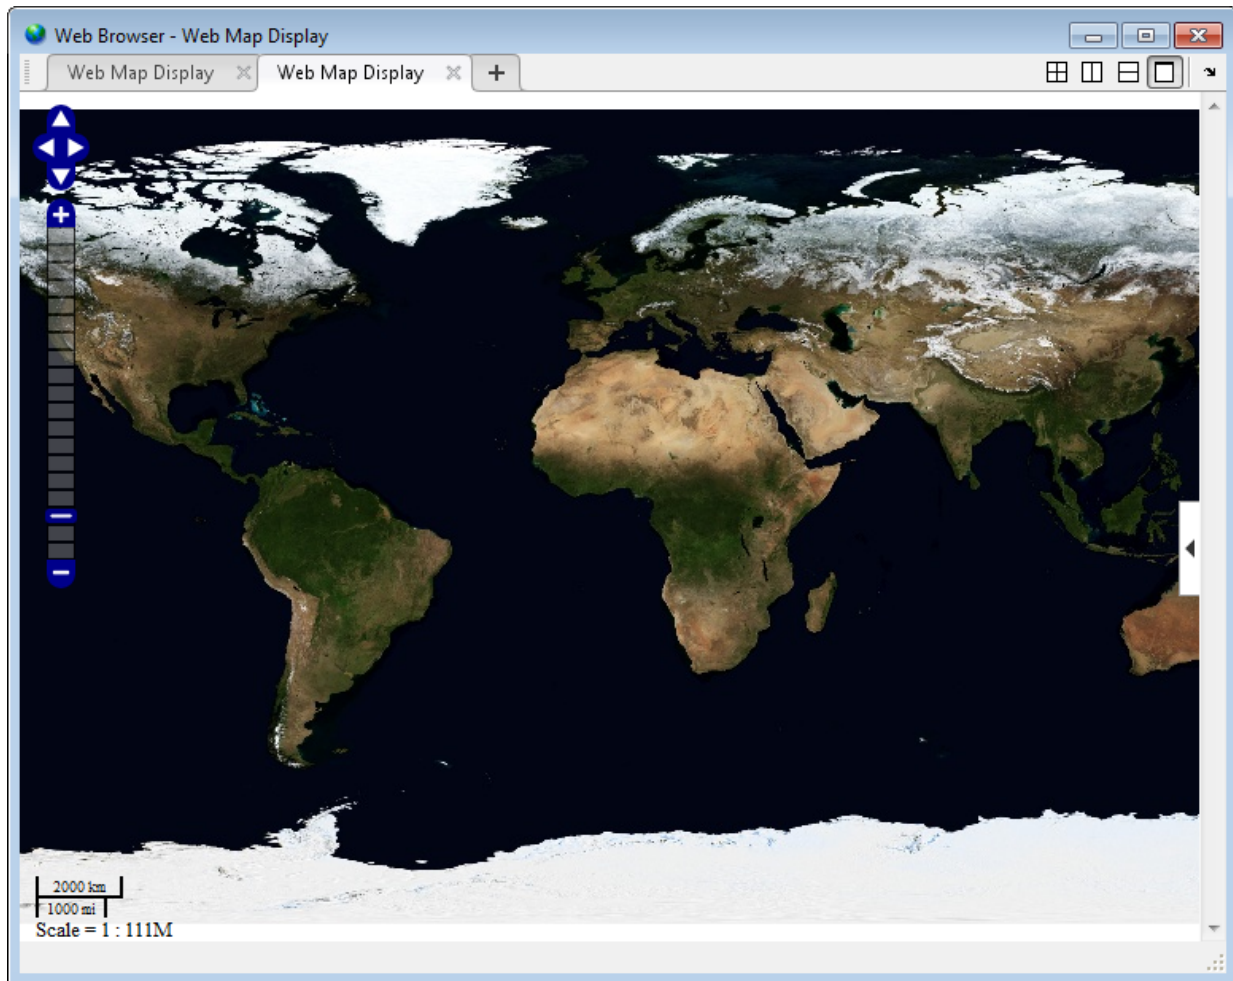 Web Browser - Web Map Display
Web Map Display
Web Map Display
2000 km
1000 mi
Scale = 1 : 111M